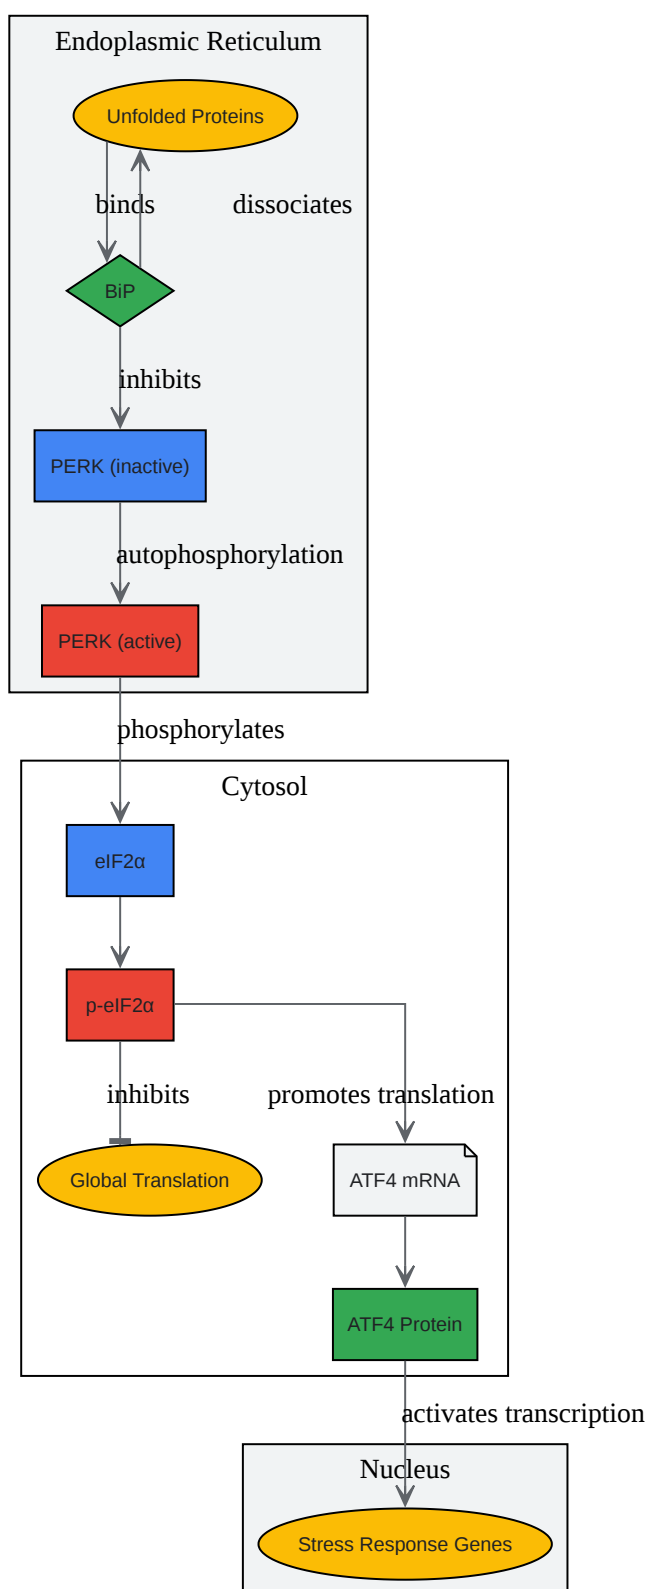 Endoplasmic Reticulum
Unfolded Proteins
binds
dissociates
BiP
inhibits
PERK (inactive)
autophosphorylation
PERK (active)
phosphorylates
Cytosol
eIF2α
p-eIF2α
inhibits
promotes translation
Global Translation
ATF4 mRNA
ATF4 Protein
activates transcription
Nucleus
Stress Response Genes